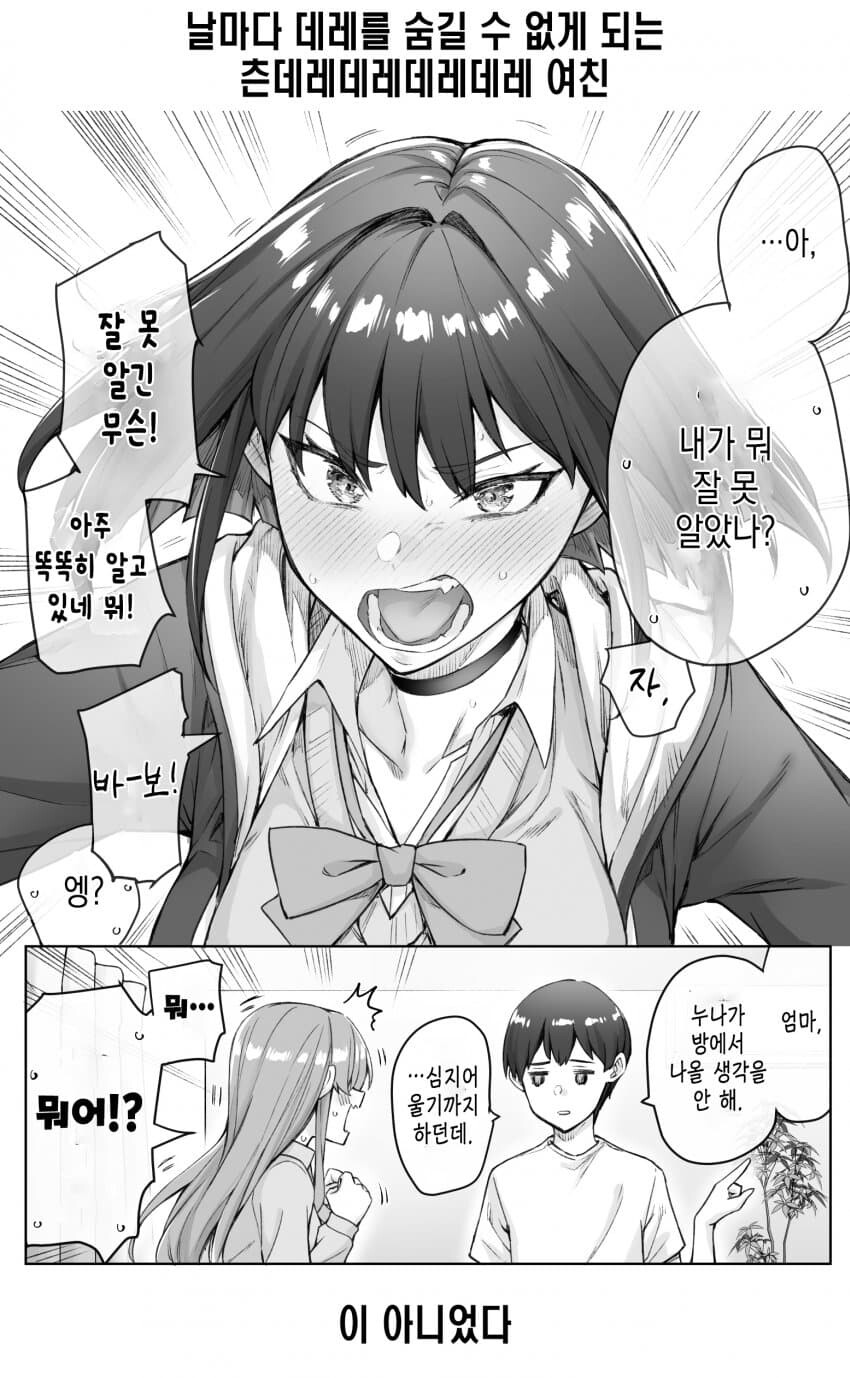 날마다 데레를 숨길 수 없게 되는
츤데레데레데레데레 여친
…아,
내가 뭐
잘 못
알았나?
자,
잘 못
알긴
무슨!
아주
똑똑히 알고
있네 뭐!
바-보!
엥?
엄마,
누나가
방에서
나올 생각을
안 해.
…심지어
울기까지
하던데.
뭐…
뭐어!?
이 아니었다